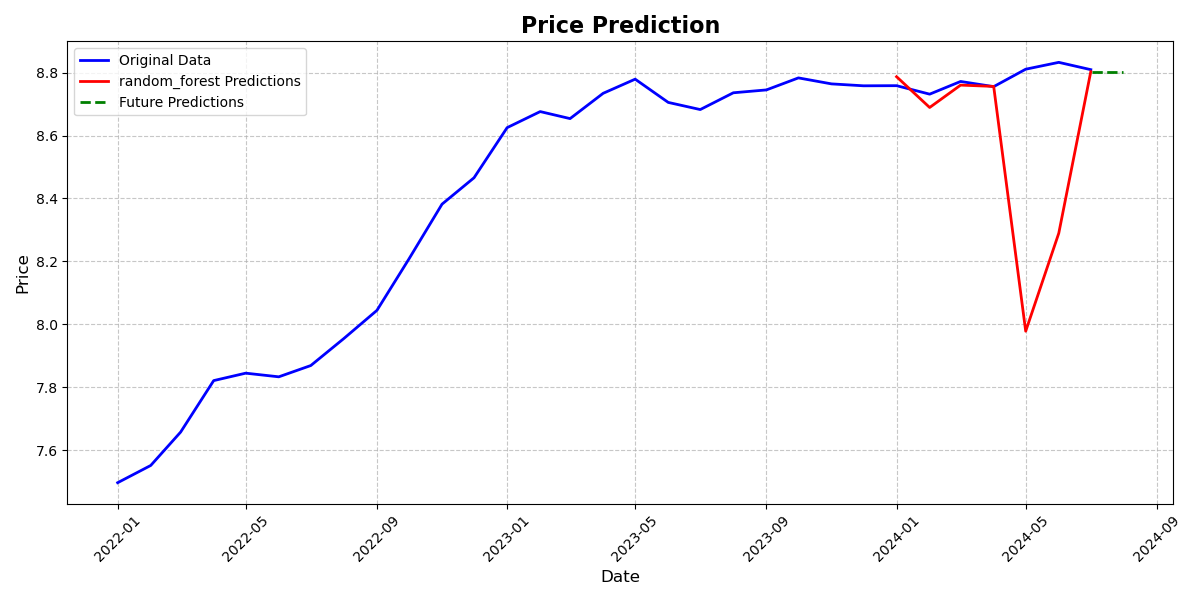 Price Prediction
Original Data
random_forest Predictions
Future Predictions
Price
8.8
8.6
8.4
8.2
8.0
7.8
7.6
2022-01
2022-05
2022-09
2023-01
2023-05
2023-09
2024-01
2024-05
2024-09
Date